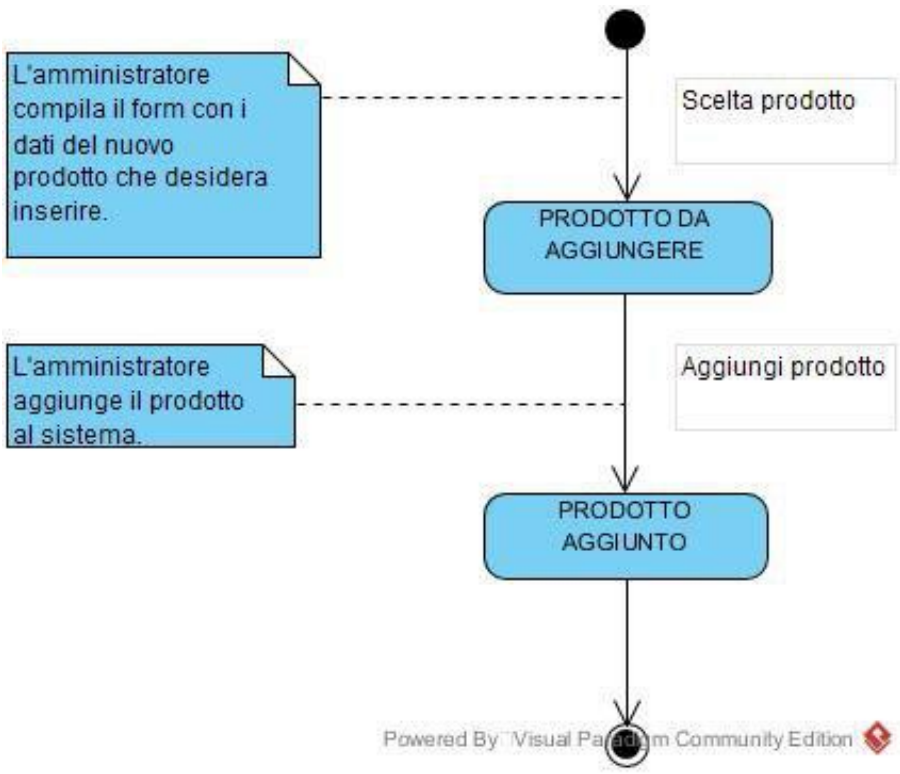 L'amministratore
compila il form con i
dati del nuovo
prodotto che desidera
inserire.
Scelta prodotto
PRODOTTO DA
AGGIUNGERE
L'amministratore
aggiunge il prodotto
al sistema.
Aggiungi prodotto
PRODOTTO
AGGIUNTO
Powered By Visual Paradigm Community Edition